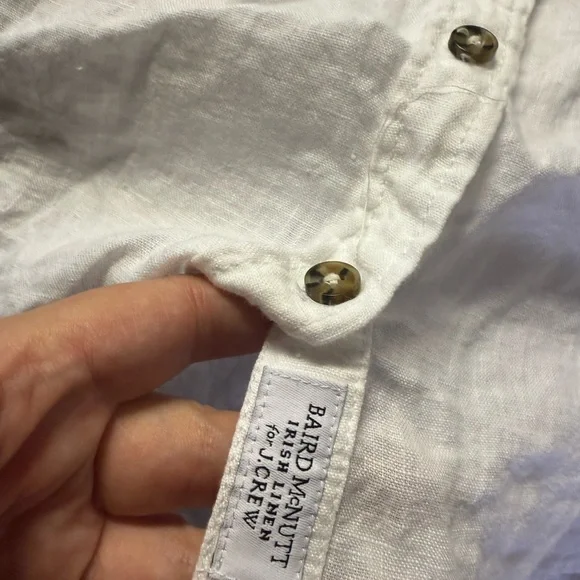 BAIRD McNUTT
IRISH LINEN
for J.CREW